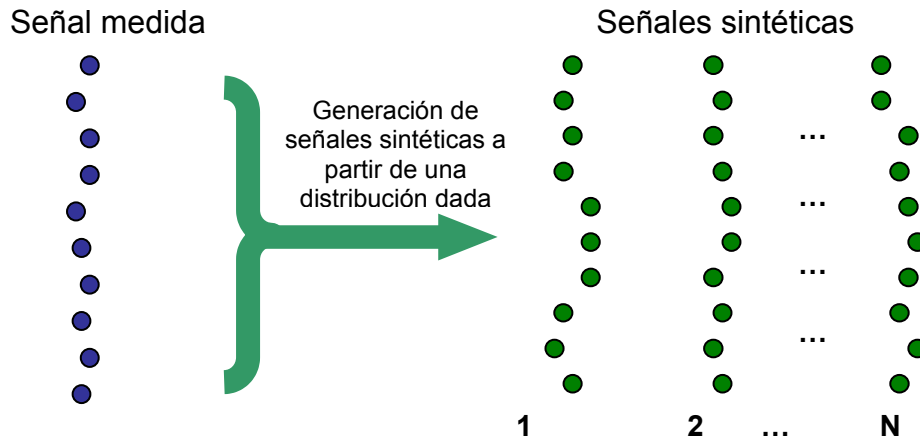 Señal medida
Señales sintéticas
Generación de
señales sintéticas a
partir de una
distribución dada
...
...
...
...
1 2 ... N